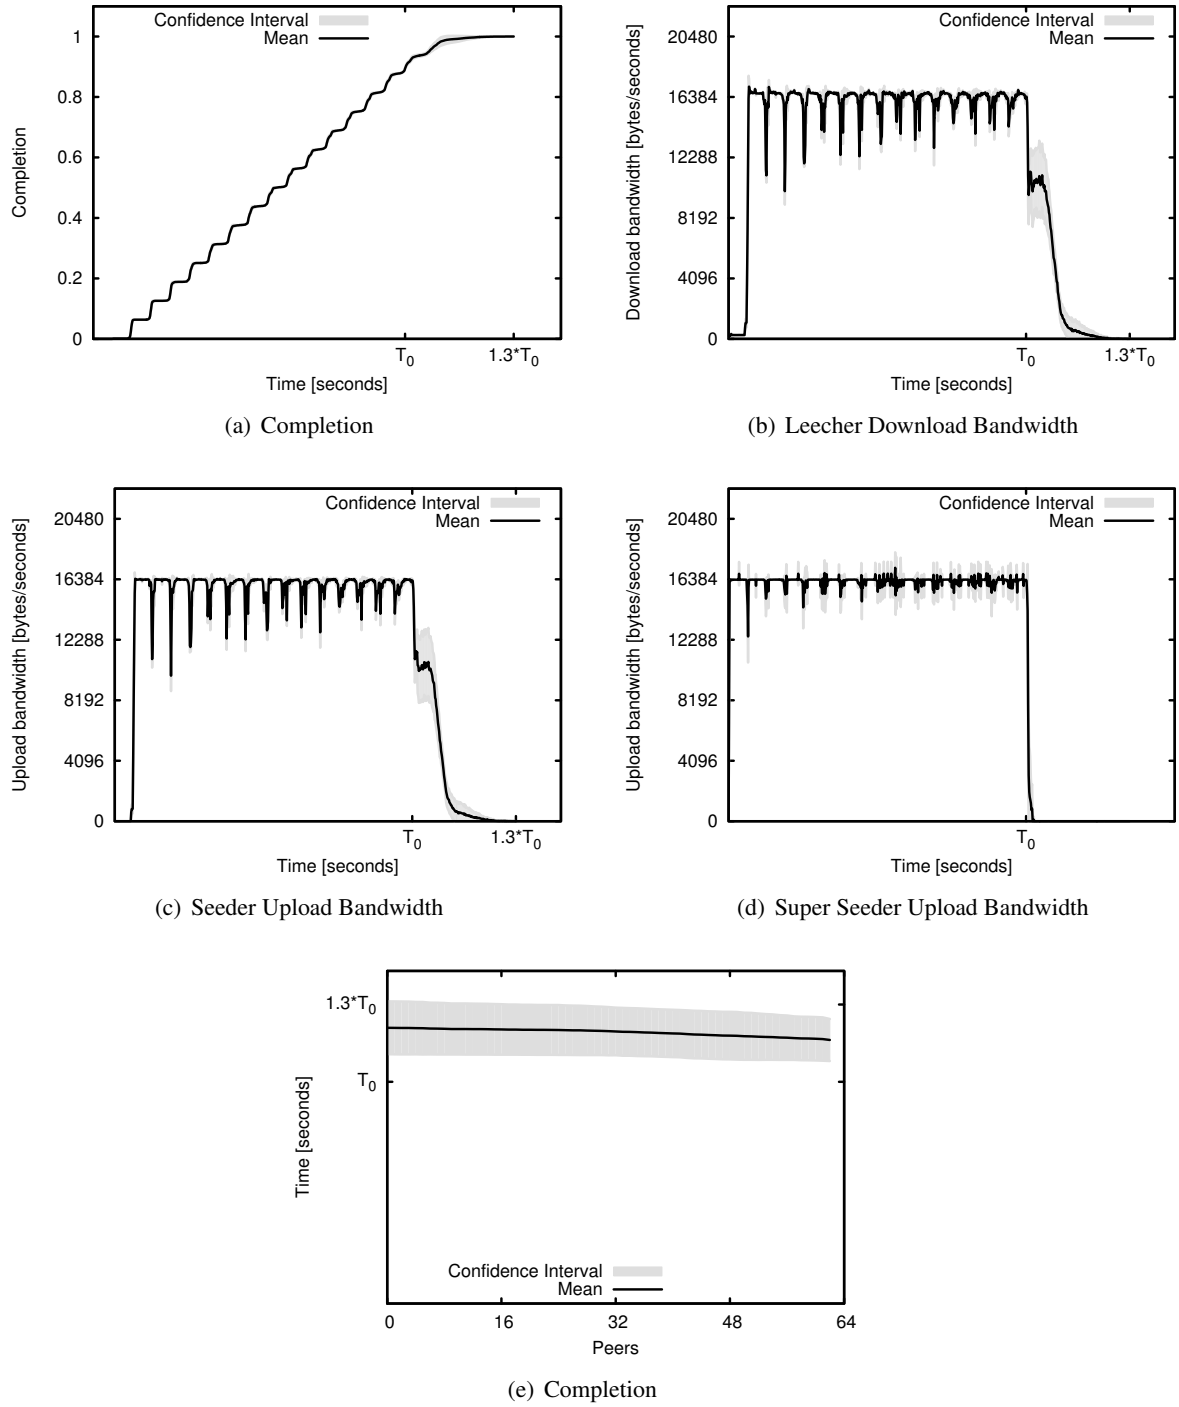 Confidence Interval
Mean
1
0.8
0.6
0.4
0.2
0
Completion
T0
1.3*T0
Time [seconds]
(a) Completion
Confidence Interval
Mean
20480
16384
12288
8192
4096
0
Download bandwidth [bytes/seconds]
T0
1.3*T0
Time [seconds]
(b) Leecher Download Bandwidth
Confidence Interval
Mean
20480
16384
12288
8192
4096
0
Upload bandwidth [bytes/seconds]
T0
1.3*T0
Time [seconds]
(c) Seeder Upload Bandwidth
Confidence Interval
Mean
20480
16384
12288
8192
4096
0
Upload bandwidth [bytes/seconds]
T0
Time [seconds]
(d) Super Seeder Upload Bandwidth
1.3*T0
T0
Time [seconds]
Confidence Interval
Mean
0 16 32 48 64
Peers
(e) Completion